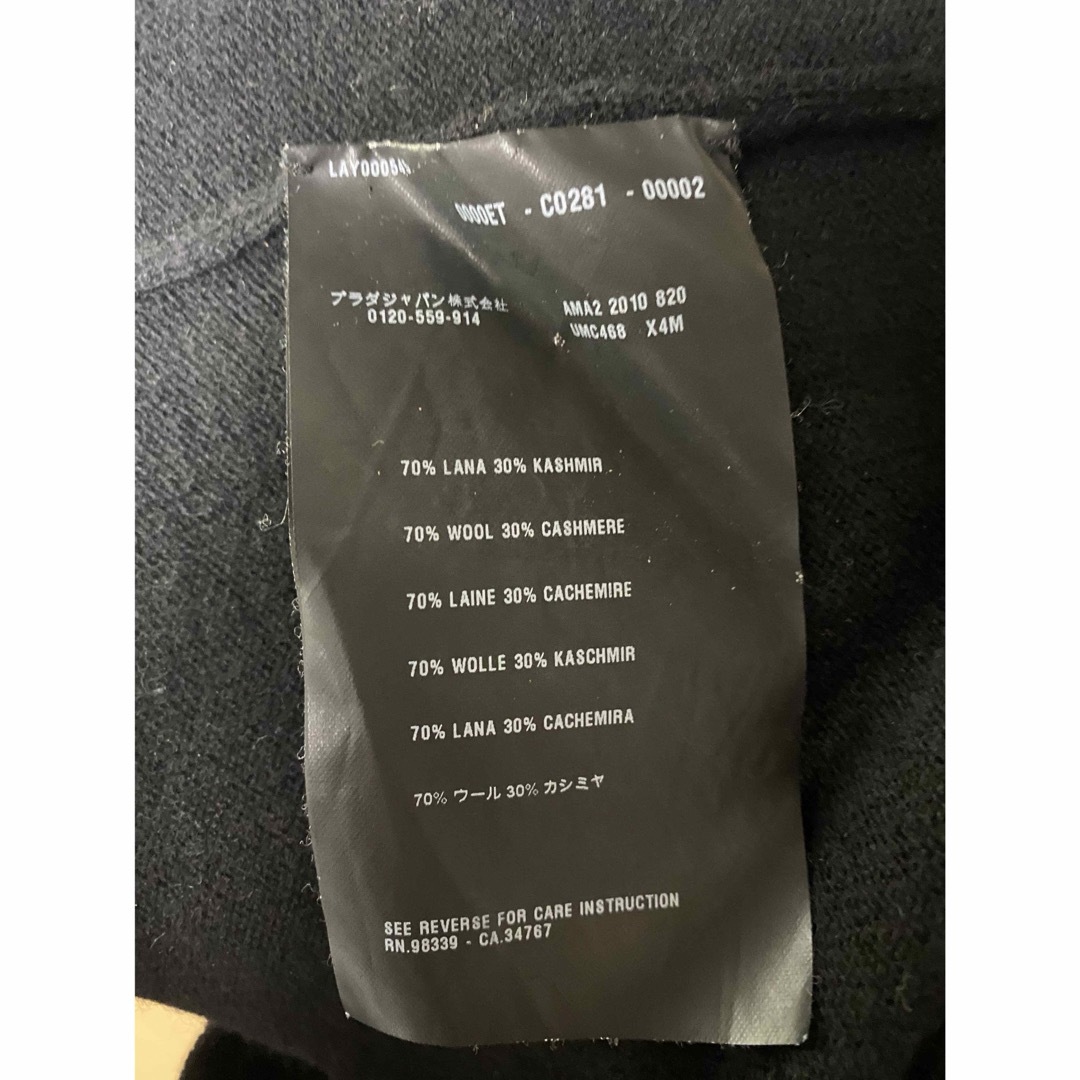 0000ET - C0281 - 00002
プラダジャパン株式会社
0120-559-914
AMA2 2010 820
UMC468 X4M
70% LANA 30% KASHMIR
70% WOOL 30% CASHMERE
70% LAINE 30% CACHEMIRE
70% WOLLE 30% KASCHMIR
70% LANA 30% CACHEMIRA
70% ウール 30% カシミヤ
SEE REVERSE FOR CARE INSTRUCTION
RN.98339 - CA.34767